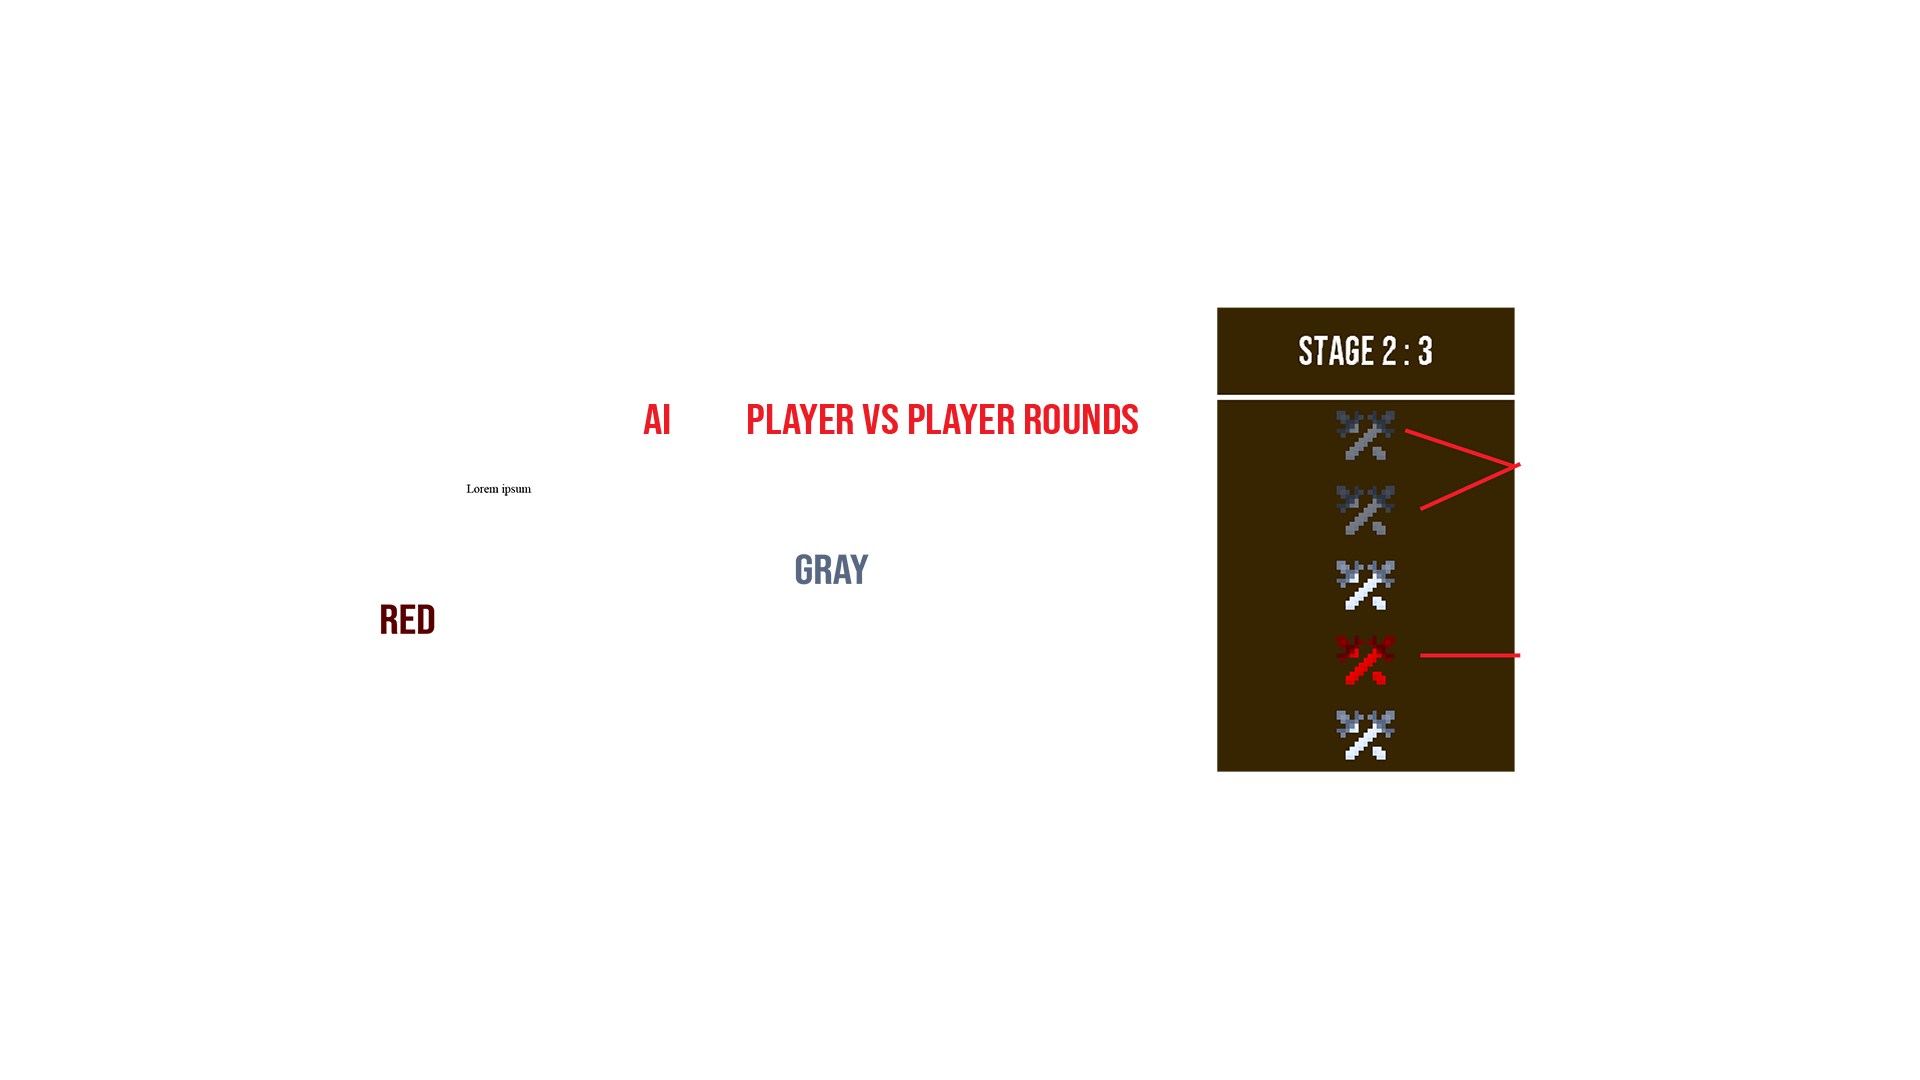 STAGE 2 : 3
AI PLAYER VS PLAYER ROUNDS
Lorem ipsum
GRAY
RED